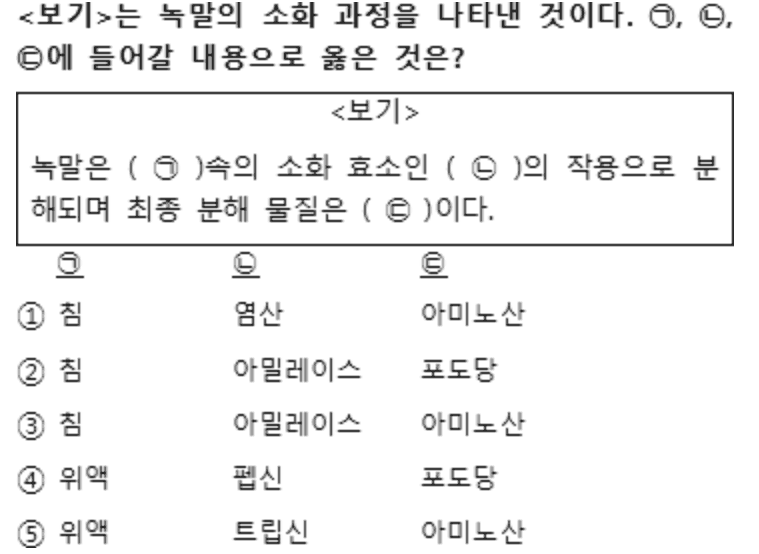 <보기>는 녹말의 소화 과정을 나타낸 것이다. ㉠, ㉡,
㉢에 들어갈 내용으로 옳은 것은?
<보기>
녹말은 ( ㉠ )속의 소화 효소인 ( ㉡ )의 작용으로 분
해되며 최종 분해 물질은 ( ㉢ )이다.
㉠ ㉡ ㉢
① 침 염산 아미노산
② 침 아밀레이스 포도당
③ 침 아밀레이스 아미노산
④ 위액 펩신 포도당
⑤ 위액 트립신 아미노산